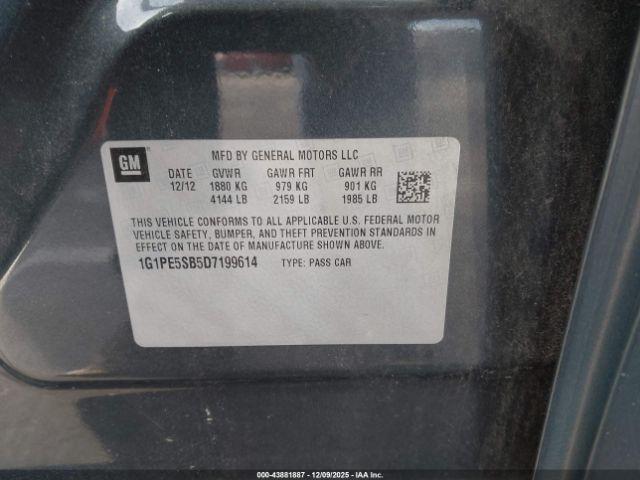 GM
MFD BY GENERAL MOTORS LLC
DATE GVWR GAWR FRT GAWR RR
12/12 1880 KG 979 KG 901 KG
4144 LB 2159 LB 1985 LB
THIS VEHICLE CONFORMS TO ALL APPLICABLE U.S. FEDERAL MOTOR
VEHICLE SAFETY, BUMPER, AND THEFT PREVENTION STANDARDS IN
EFFECT ON THE DATE OF MANUFACTURE SHOWN ABOVE.
1G1PE5SB5D7199614 TYPE: PASS CAR
Stock #: 43881887 | 12/09/2025 | IAA, Inc. Copyright